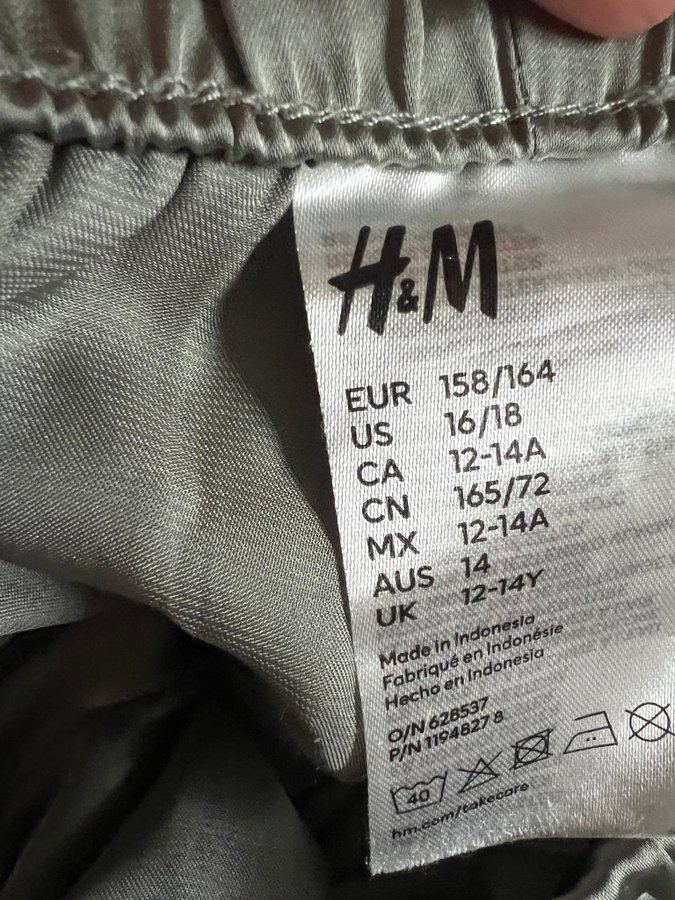 H&M
EUR 158/164
US 16/18
CA 12-14A
CN 165/72
MX 12-14A
AUS 14
UK 12-14Y
Made in Indonesia
Fabriqué en Indonésie
Hecho en Indonesia
O/N 628537
P/N 1194827 8
40
hm.com/takecare